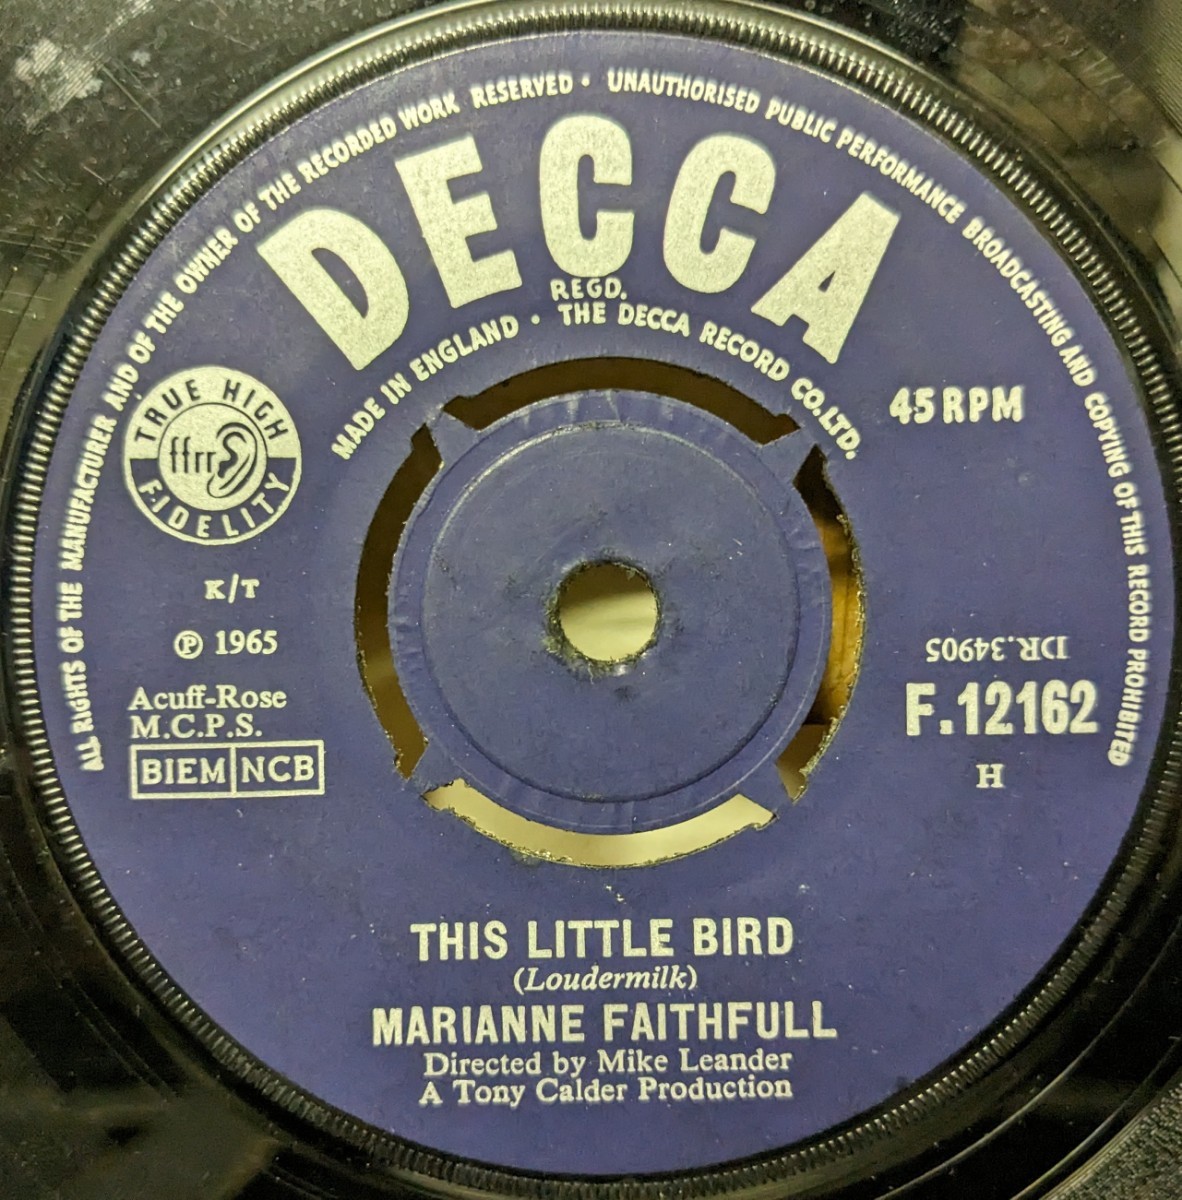 ALL RIGHTS OF THE MANUFACTURER AND OF THE OWNER OF THE RECORDED WORK RESERVED • UNAUTHORISED PUBLIC PERFORMANCE BROADCASTING AND COPYING OF THIS RECORD PROHIBITED
DECCA
REGD.
MADE IN ENGLAND • THE DECCA RECORD CO. LTD.
TRUE HIGH
ffrr
FIDELITY
45 RPM
K/T
℗ 1965
Acuff-Rose
M.C.P.S.
BIEM NCB
DR.34905
F.12162
H
THIS LITTLE BIRD
(Loudermilk)
MARIANNE FAITHFULL
Directed by Mike Leander
A Tony Calder Production